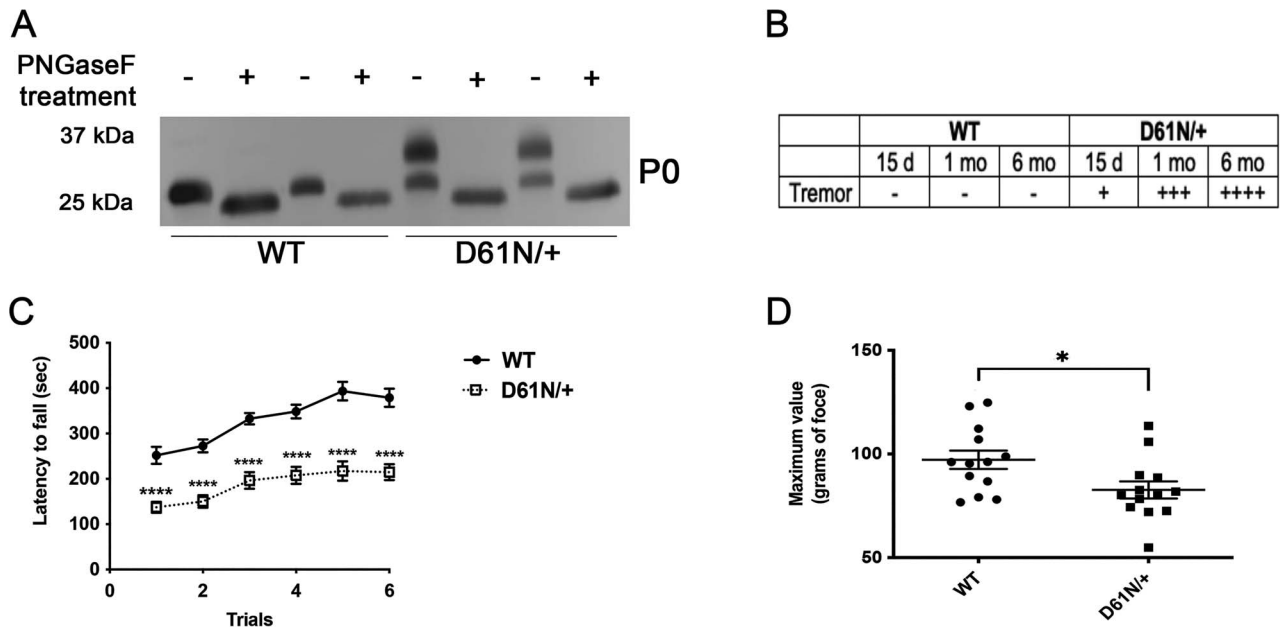 A
PNGaseF
treatment
- + - + - + - +
37 kDa
25 kDa
P0
WT
D61N/+
B
WT D61N/+
15 d 1 mo 6 mo 15 d 1 mo 6 mo
Tremor - - - + +++ ++++
C
Latency to fall (sec)
500
400
300
200
100
0
**** **** **** **** **** ****
0 2 4 6
Trials
WT
D61N/+
D
Maximum value
(grams of foce)
150
100
50
*
WT
D61N/+